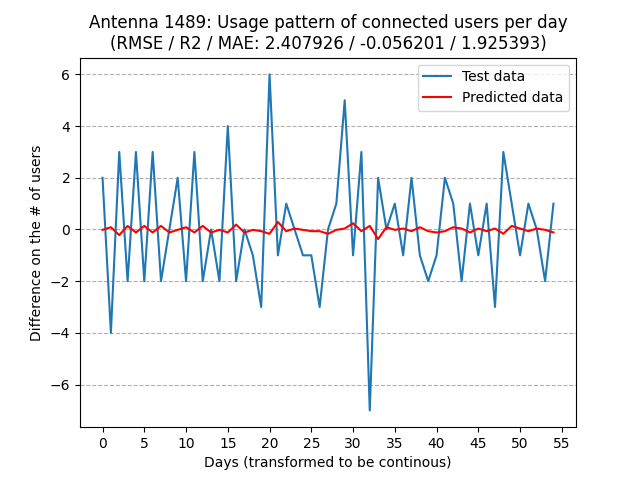 Antenna 1489: Usage pattern of connected users per day
(RMSE / R2 / MAE: 2.407926 / -0.056201 / 1.925393)
Test data
Predicted data
Difference on the # of users
6
4
2
0
−2
−4
−6
0 5 10 15 20 25 30 35 40 45 50 55
Days (transformed to be continous)